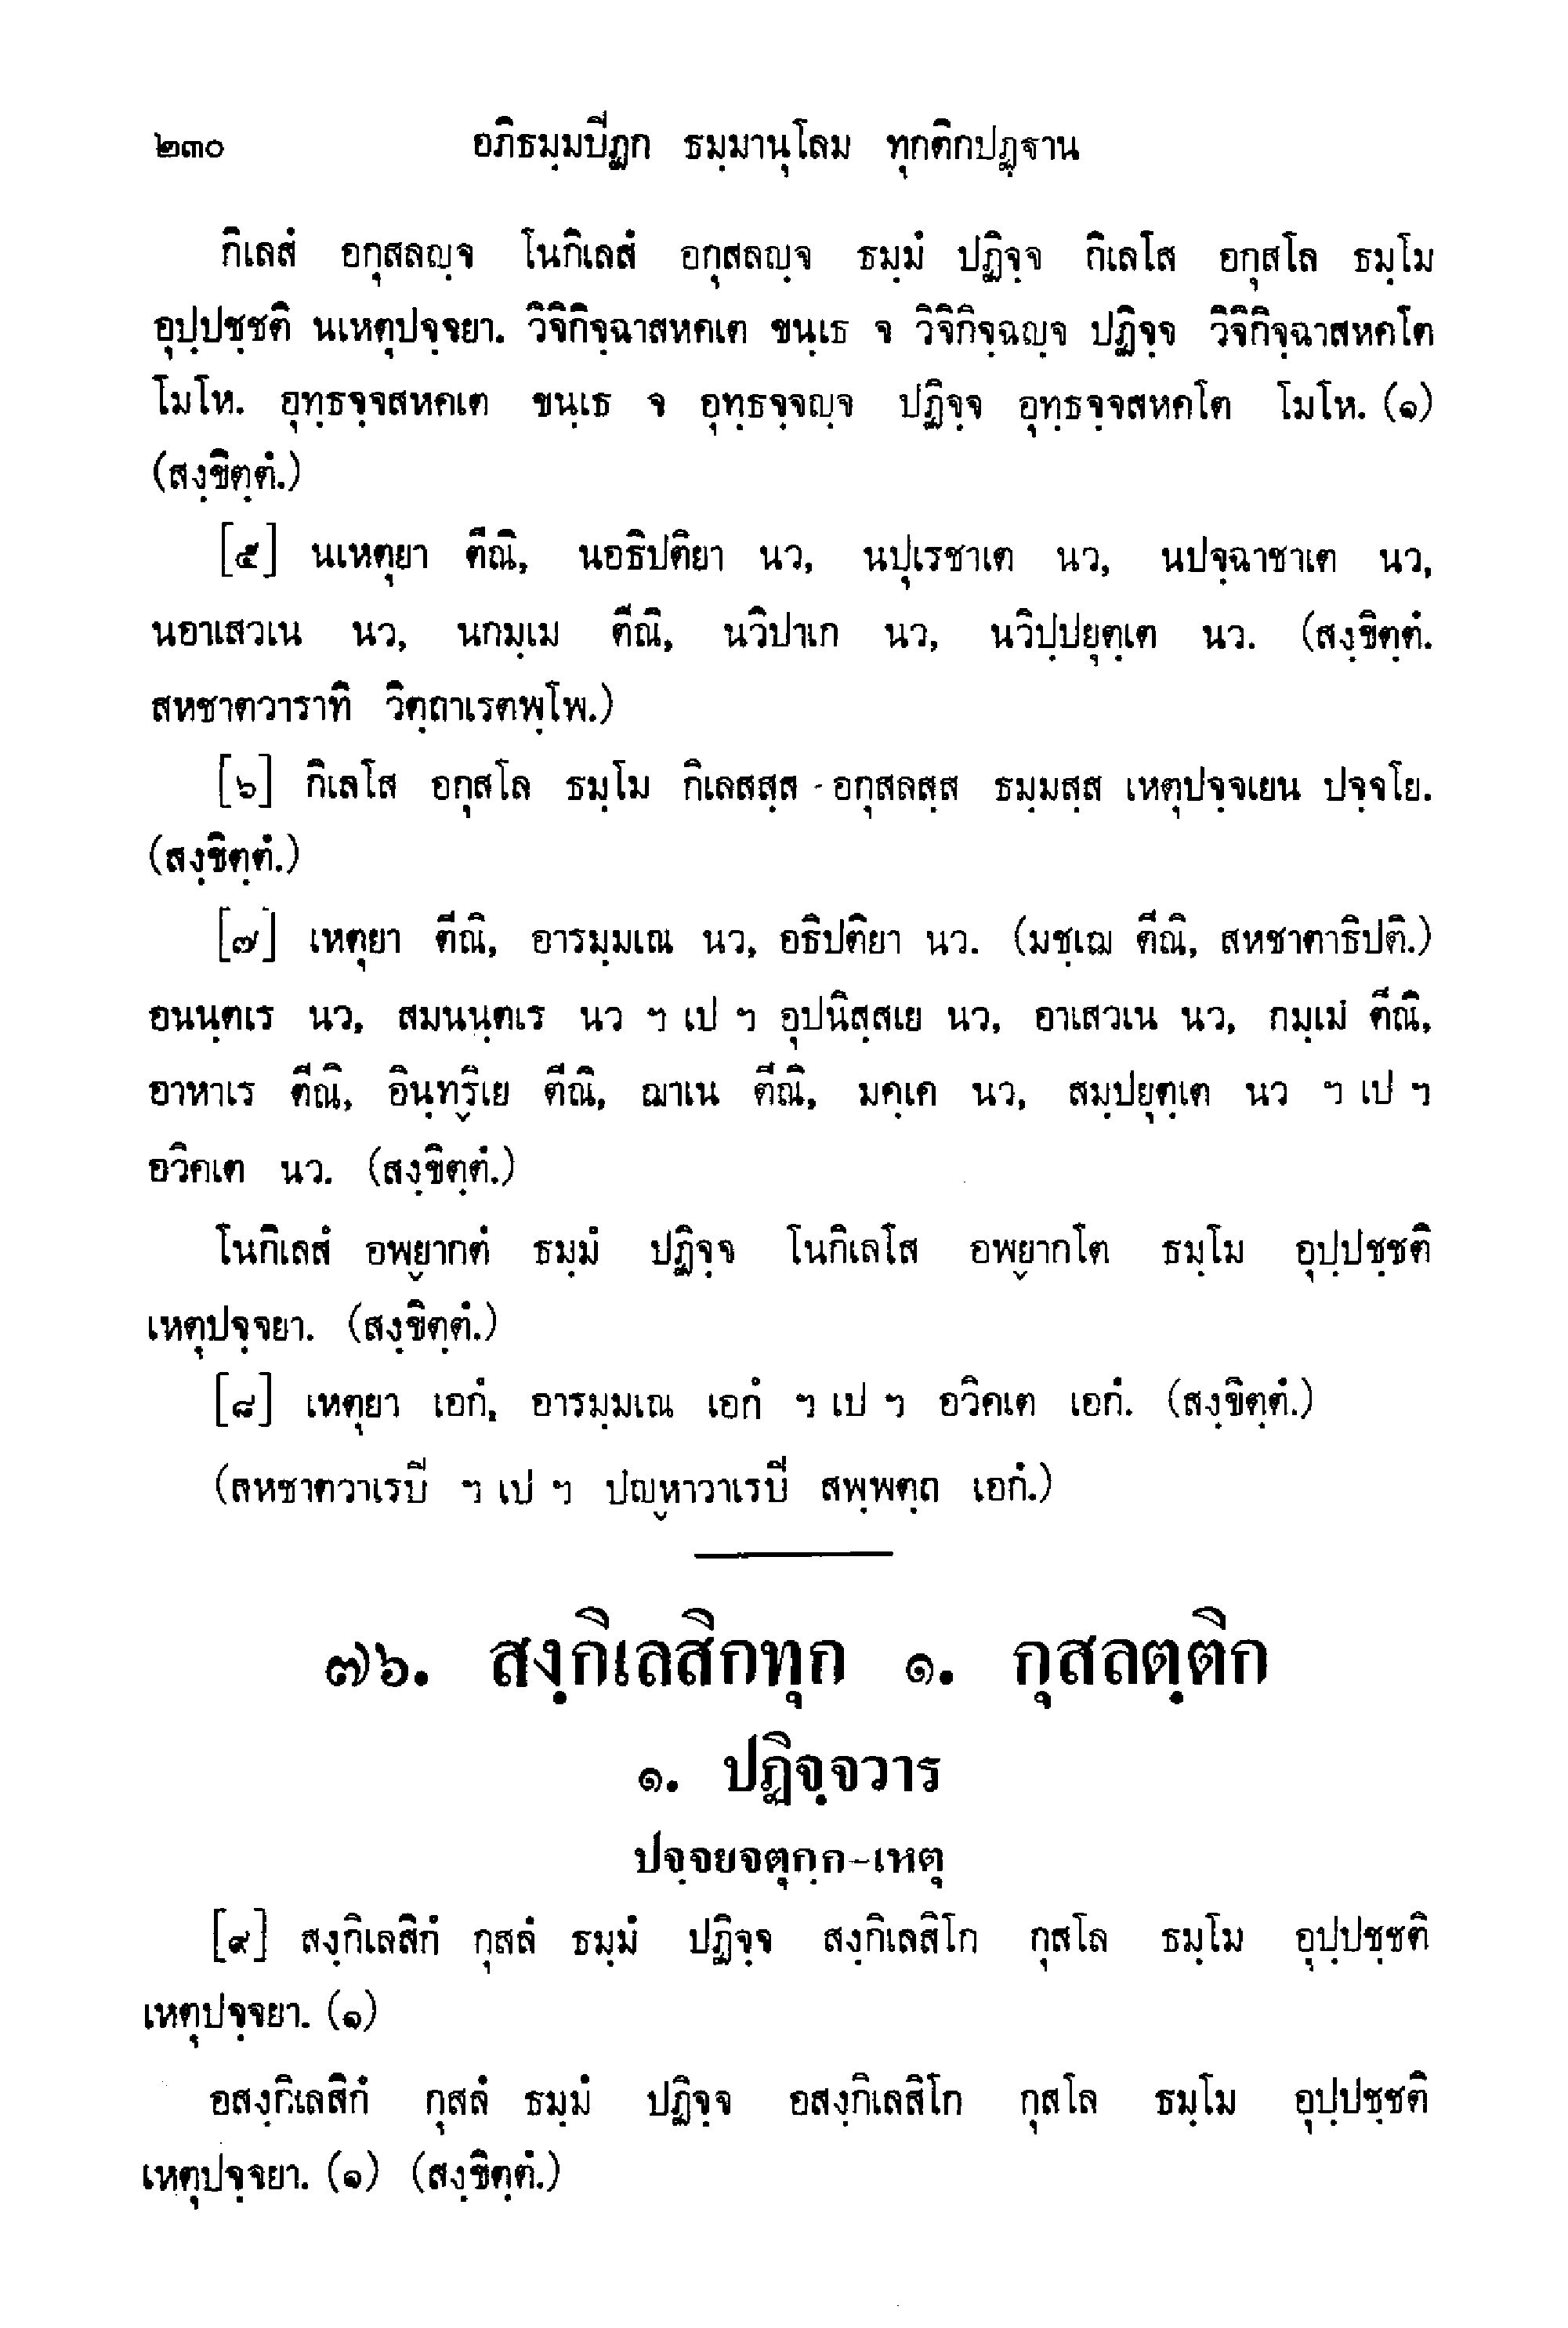 ๒๓๐ อภิธมฺมปีฏก ธมฺมานุโลม ทุกติกปฏฺฐาน
กิเลสํ อกุสลญฺจ โนกิเลสํ อกุสลญฺจ ธมฺมํ ปฏิจฺจ กิเลโส อกุสโล ธมฺโม
อุปฺปชฺชติ นเหตุปจฺจยา. วิจิกิจฺฉาสหคเต ขนฺเธ จ วิจิกิจฺฉญฺจ ปฏิจฺจ วิจิกิจฺฉาสหคโต
โมโห. อุทฺธจฺจสหคเต ขนฺเธ จ อุทฺธจฺจญฺจ ปฏิจฺจ อุทฺธจฺจสหคโต โมโห. (๑)
(สงฺขิตฺตํ.)
[๕] นเหตุยา ตีณิ, นอธิปติยา นว, นปุเรชาเต นว, นปจฺฉาชาเต นว,
นอาเสวเน นว, นกมฺเม ตีณิ, นวิปาเก นว, นวิปฺปยุตฺเต นว. (สงฺขิตฺตํ.
สหชาตวาราทิ วิตฺถาเรตพฺโพ.)
[๖] กิเลโส อกุสโล ธมฺโม กิเลสสฺส อกุสลสฺส ธมฺมสฺส เหตุปจฺจเยน ปจฺจโย.
(สงฺขิตฺตํ.)
[๗] เหตุยา ตีณิ, อารมฺมเณ นว, อธิปติยา นว. (มชฺเฌ ตีณิ, สหชาตาธิปติ.)
อนนฺตเร นว, สมนนฺตเร นว ฯ เป ฯ อุปนิสฺสเย นว, อาเสวเน นว, กมฺเม ตีณิ,
อาหาเร ตีณิ, อินฺทฺริเย ตีณิ, ฌาเน ตีณิ, มคฺเค นว, สมฺปยุตฺเต นว ฯ เป ฯ
อวิคเต นว. (สงฺขิตฺตํ.)
โนกิเลสํ อพฺยากตํ ธมฺมํ ปฏิจฺจ โนกิเลโส อพฺยากโต ธมฺโม อุปฺปชฺชติ
เหตุปจฺจยา. (สงฺขิตฺตํ.)
[๘] เหตุยา เอกํ, อารมฺมเณ เอกํ ฯ เป ฯ อวิคเต เอกํ. (สงฺขิตฺตํ.)
(สหชาตวาเรปี ฯ เป ฯ ปญฺหาวาเรปี สพฺพตฺถ เอกํ.)
๗๖. สงฺกิเลสิกทุก ๑. กุสลตฺติก
๑. ปฏิจฺจวาร
ปจฺจยจตุกฺก-เหตุ
[๙] สงฺกิเลสิกํ กุสลํ ธมฺมํ ปฏิจฺจ สงฺกิเลสิโก กุสโล ธมฺโม อุปฺปชฺชติ
เหตุปจฺจยา. (๑)
อสงฺกิเลสิกํ กุสลํ ธมฺมํ ปฏิจฺจ อสงฺกิเลสิโก กุสโล ธมฺโม อุปฺปชฺชติ
เหตุปจฺจยา. (๑) (สงฺขิตฺตํ.)